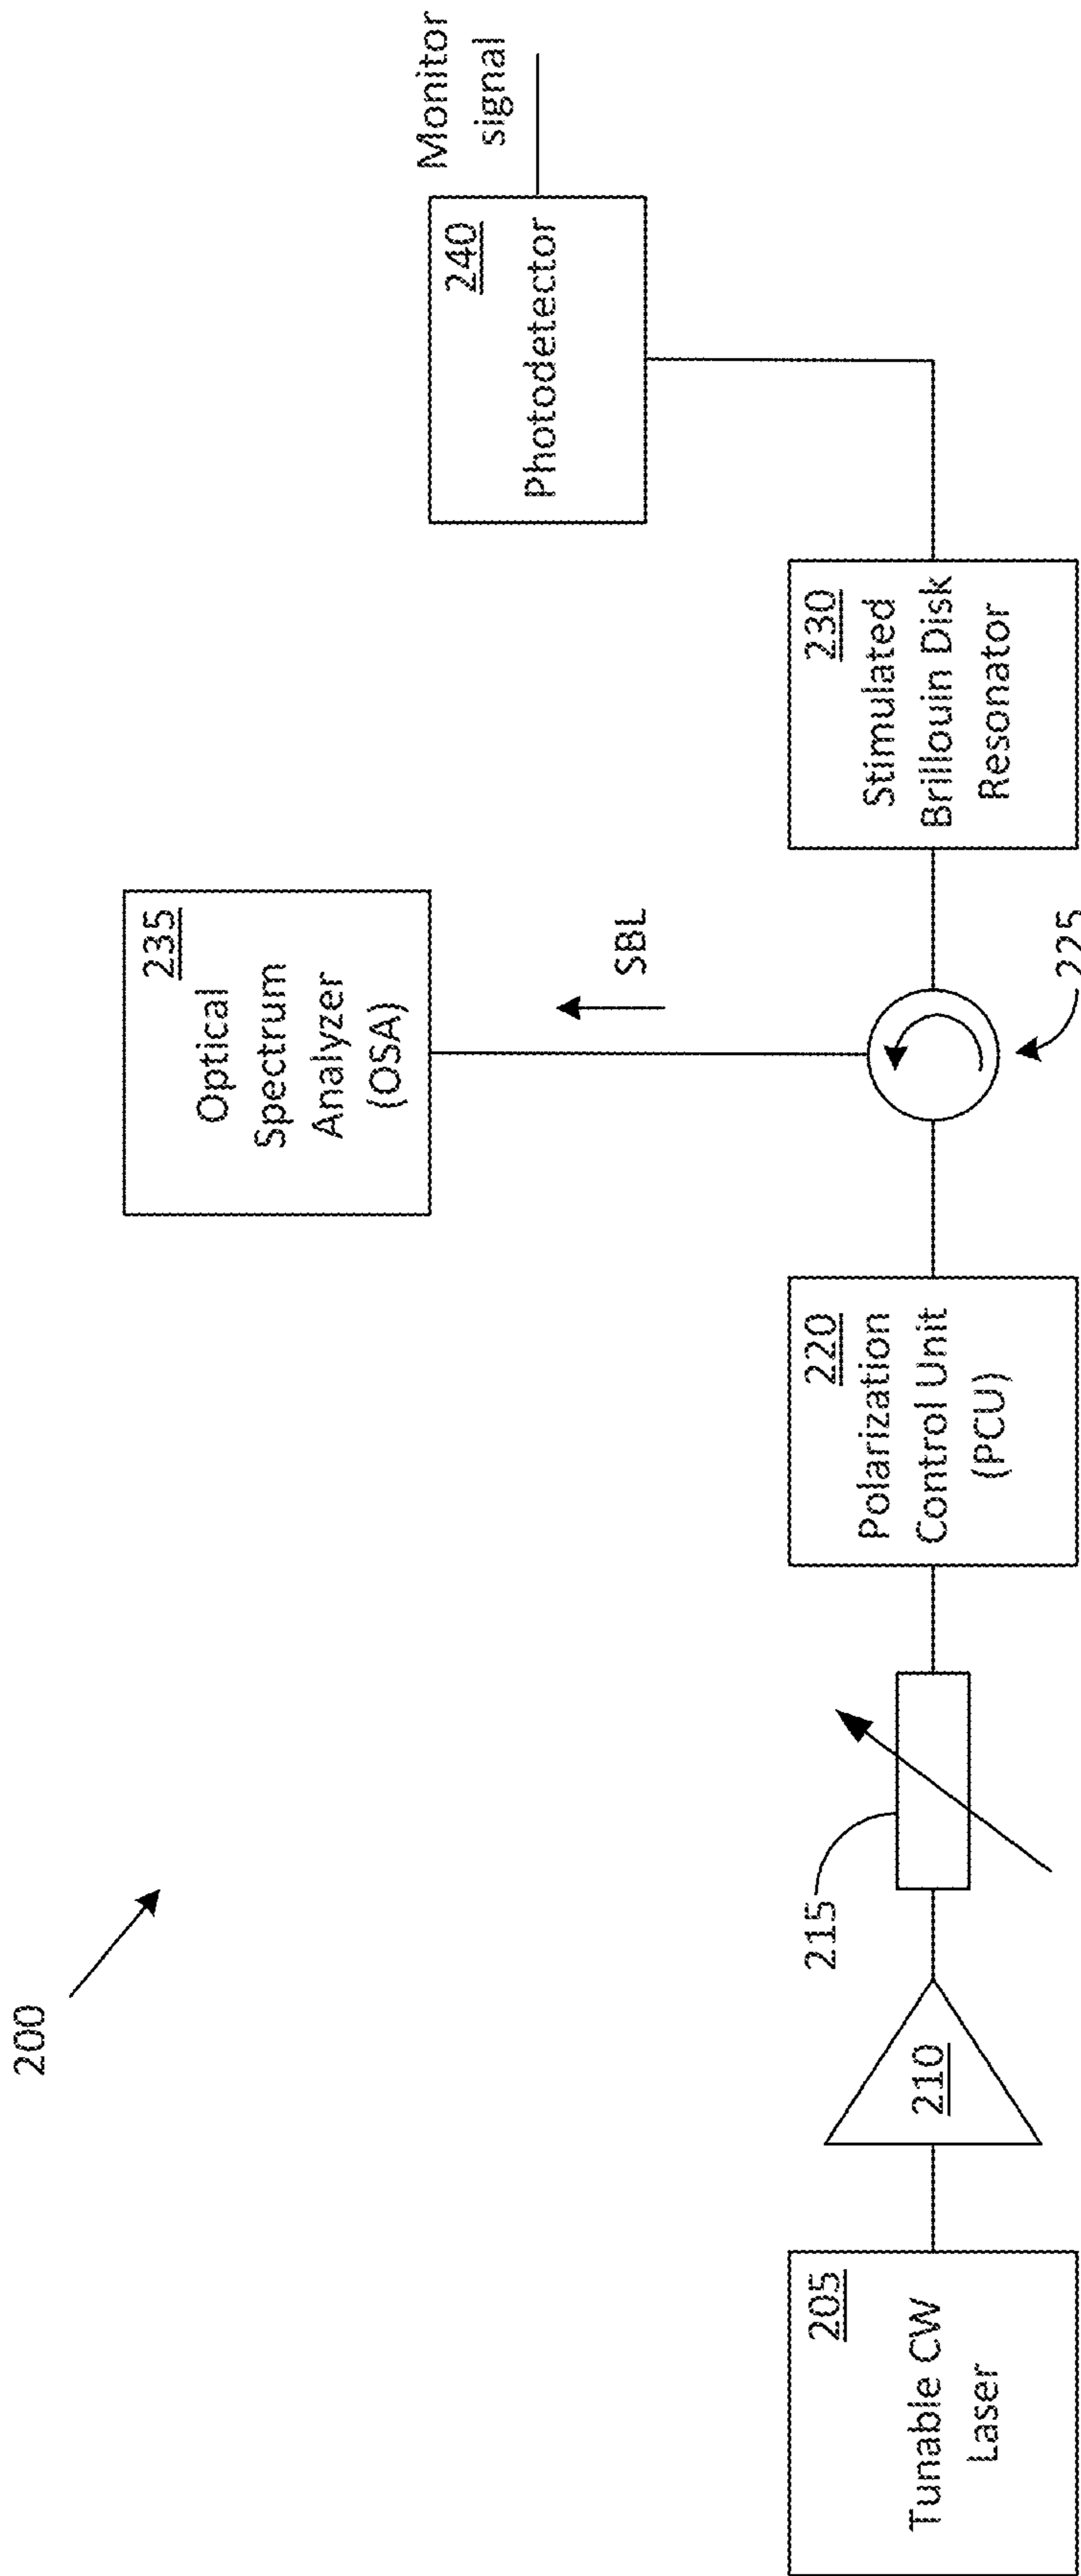 200
205
Tunable CW
Laser
210
215
220
Polarization
Control Unit
(PCU)
225
SBL
235
Optical
Spectrum
Analyzer
(OSA)
230
Stimulated
Brillouin Disk
Resonator
240
Photodetector
Monitor
signal